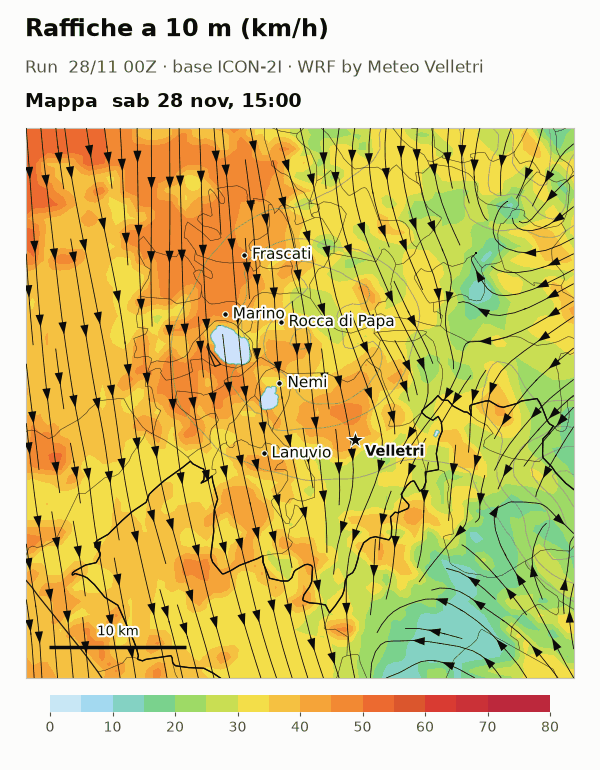 Raffiche a 10 m (km/h)
Run  28/11 00Z · base ICON-2I · WRF by Meteo Velletri
Mappa  sab 28 nov, 15:00
Frascati
Marino
Rocca di Papa
Nemi
Velletri
Lanuvio
10 km
0 10 20 30 40 50 60 70 80